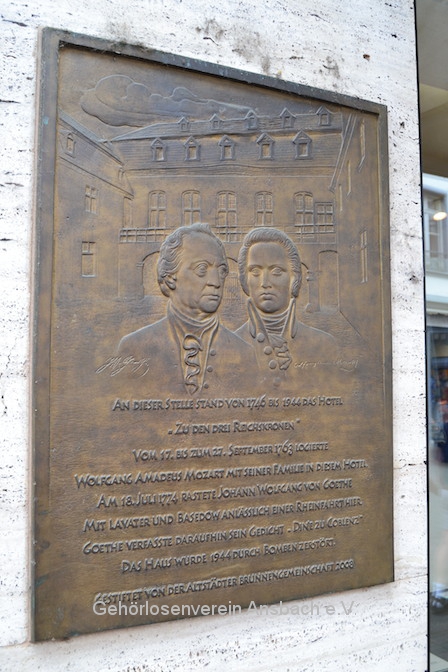 An dieser Stelle stand von 1746 bis 1944 das Hotel
„Zu den drei Reichskronen"
Vom 17. bis zum 27. September 1763 logierte
Wolfgang Amadeus Mozart mit seiner Familie in diesem Hotel
Am 18. Juli 1774 rastete Johann Wolfgang von Goethe
mit Lavater und Basedow anlässlich einer Rheinfahrt hier
Goethe verfasste daraufhin sein Gedicht „Dine zu Coblenz"
Das Haus wurde 1944 durch Bomben zerstört
Gestiftet von der Altstädter Brunnengemeinschaft 2008
Gehörlosenverein Ansbach e.V.